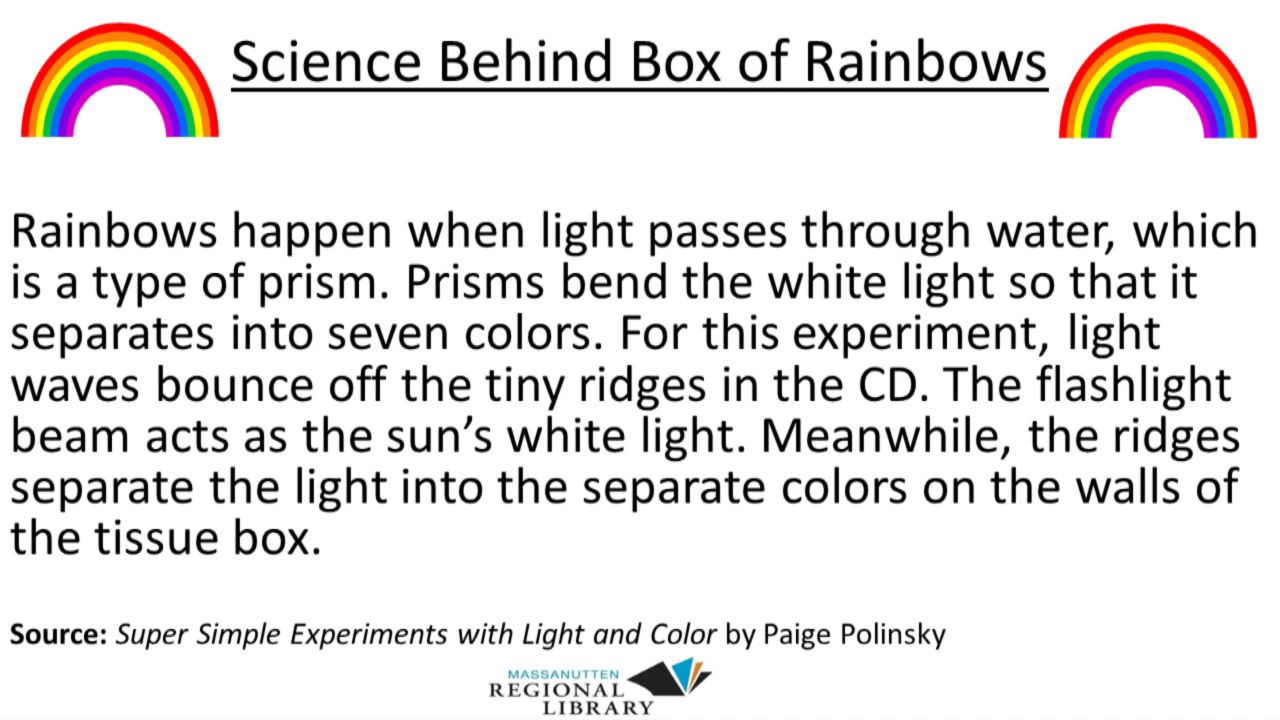 Science Behind Box of Rainbows
Rainbows happen when light passes through water, which
is a type of prism. Prisms bend the white light so that it
separates into seven colors. For this experiment, light
waves bounce off the tiny ridges in the CD. The flashlight
beam acts as the sun’s white light. Meanwhile, the ridges
separate the light into the separate colors on the walls of
the tissue box.
Source: Super Simple Experiments with Light and Color by Paige Polinsky
MASSANUTTEN
REGIONAL
LIBRARY